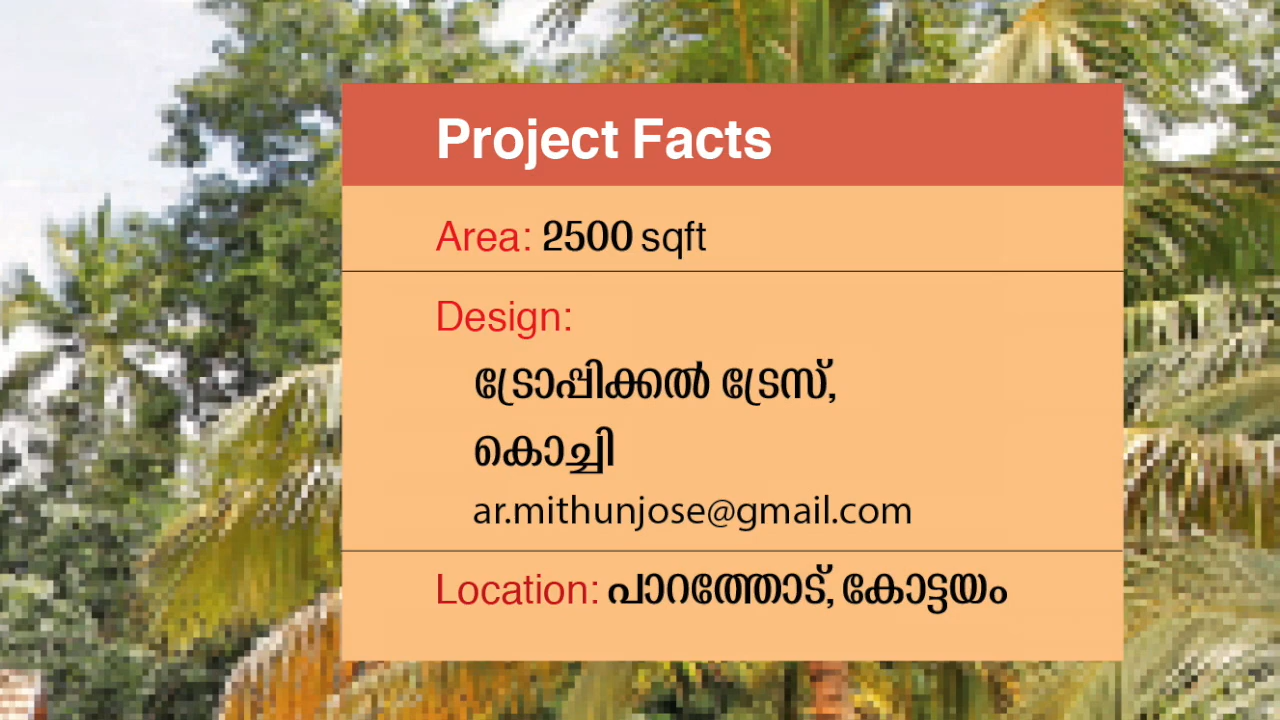 Project Facts
Area: 2500 sqft
Design:
ട്രോപ്പിക്കൽ ട്രേസ്,
കൊച്ചി
ar.mithunjose@gmail.com
Location: പാറത്തോട്, കോട്ടയം